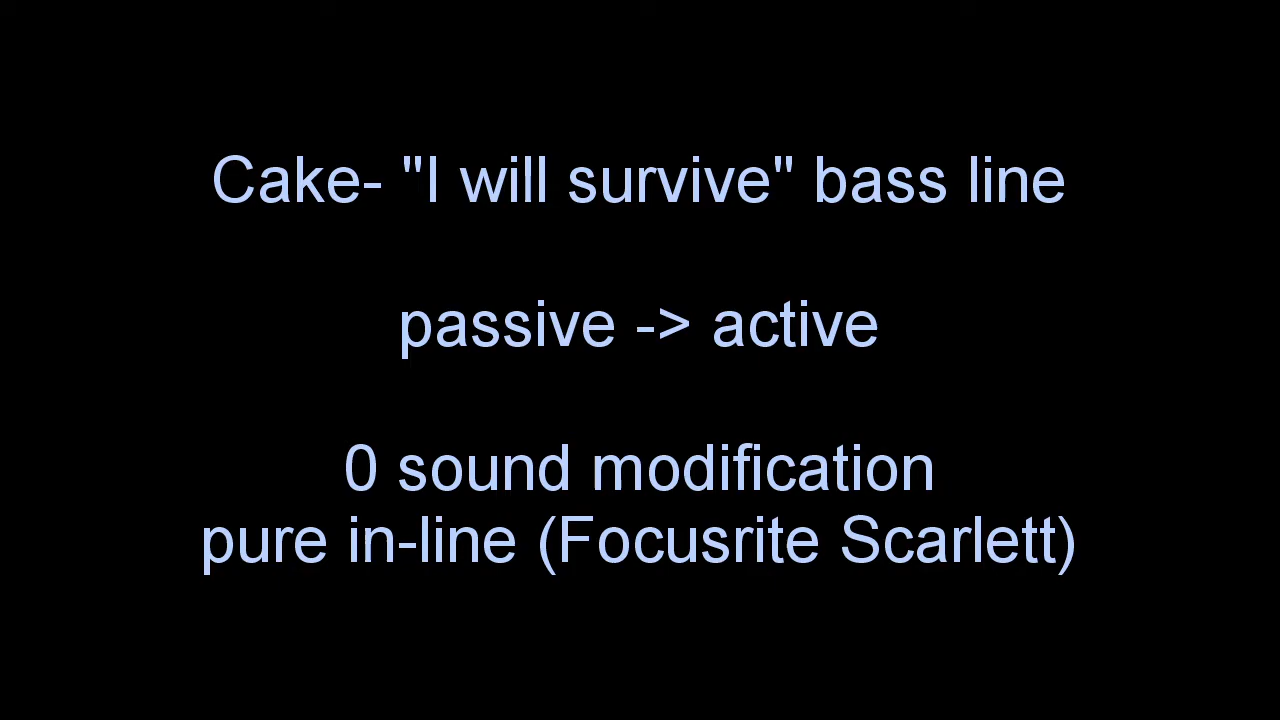 Cake- "I will survive" bass line
passive -> active
0 sound modification
pure in-line (Focusrite Scarlett)